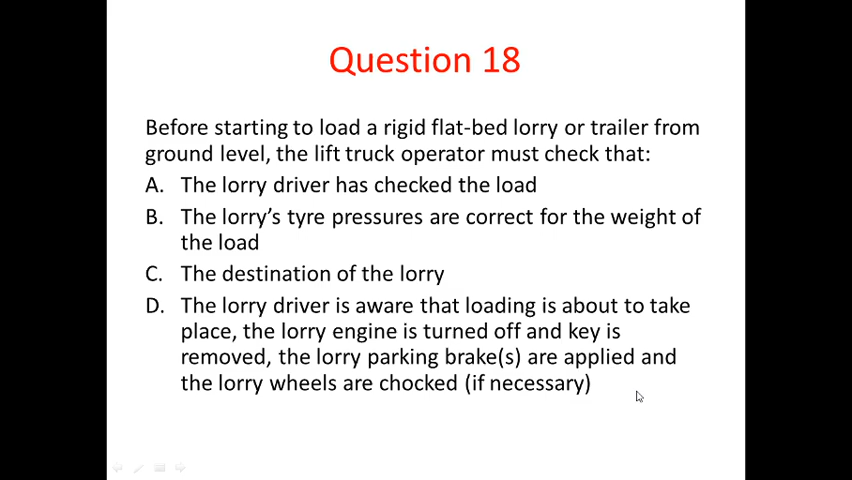 Question 18
Before starting to load a rigid flat-bed lorry or trailer from
ground level, the lift truck operator must check that:
A. The lorry driver has checked the load
B. The lorry’s tyre pressures are correct for the weight of
the load
C. The destination of the lorry
D. The lorry driver is aware that loading is about to take
place, the lorry engine is turned off and key is
removed, the lorry parking brake(s) are applied and
the lorry wheels are chocked (if necessary)